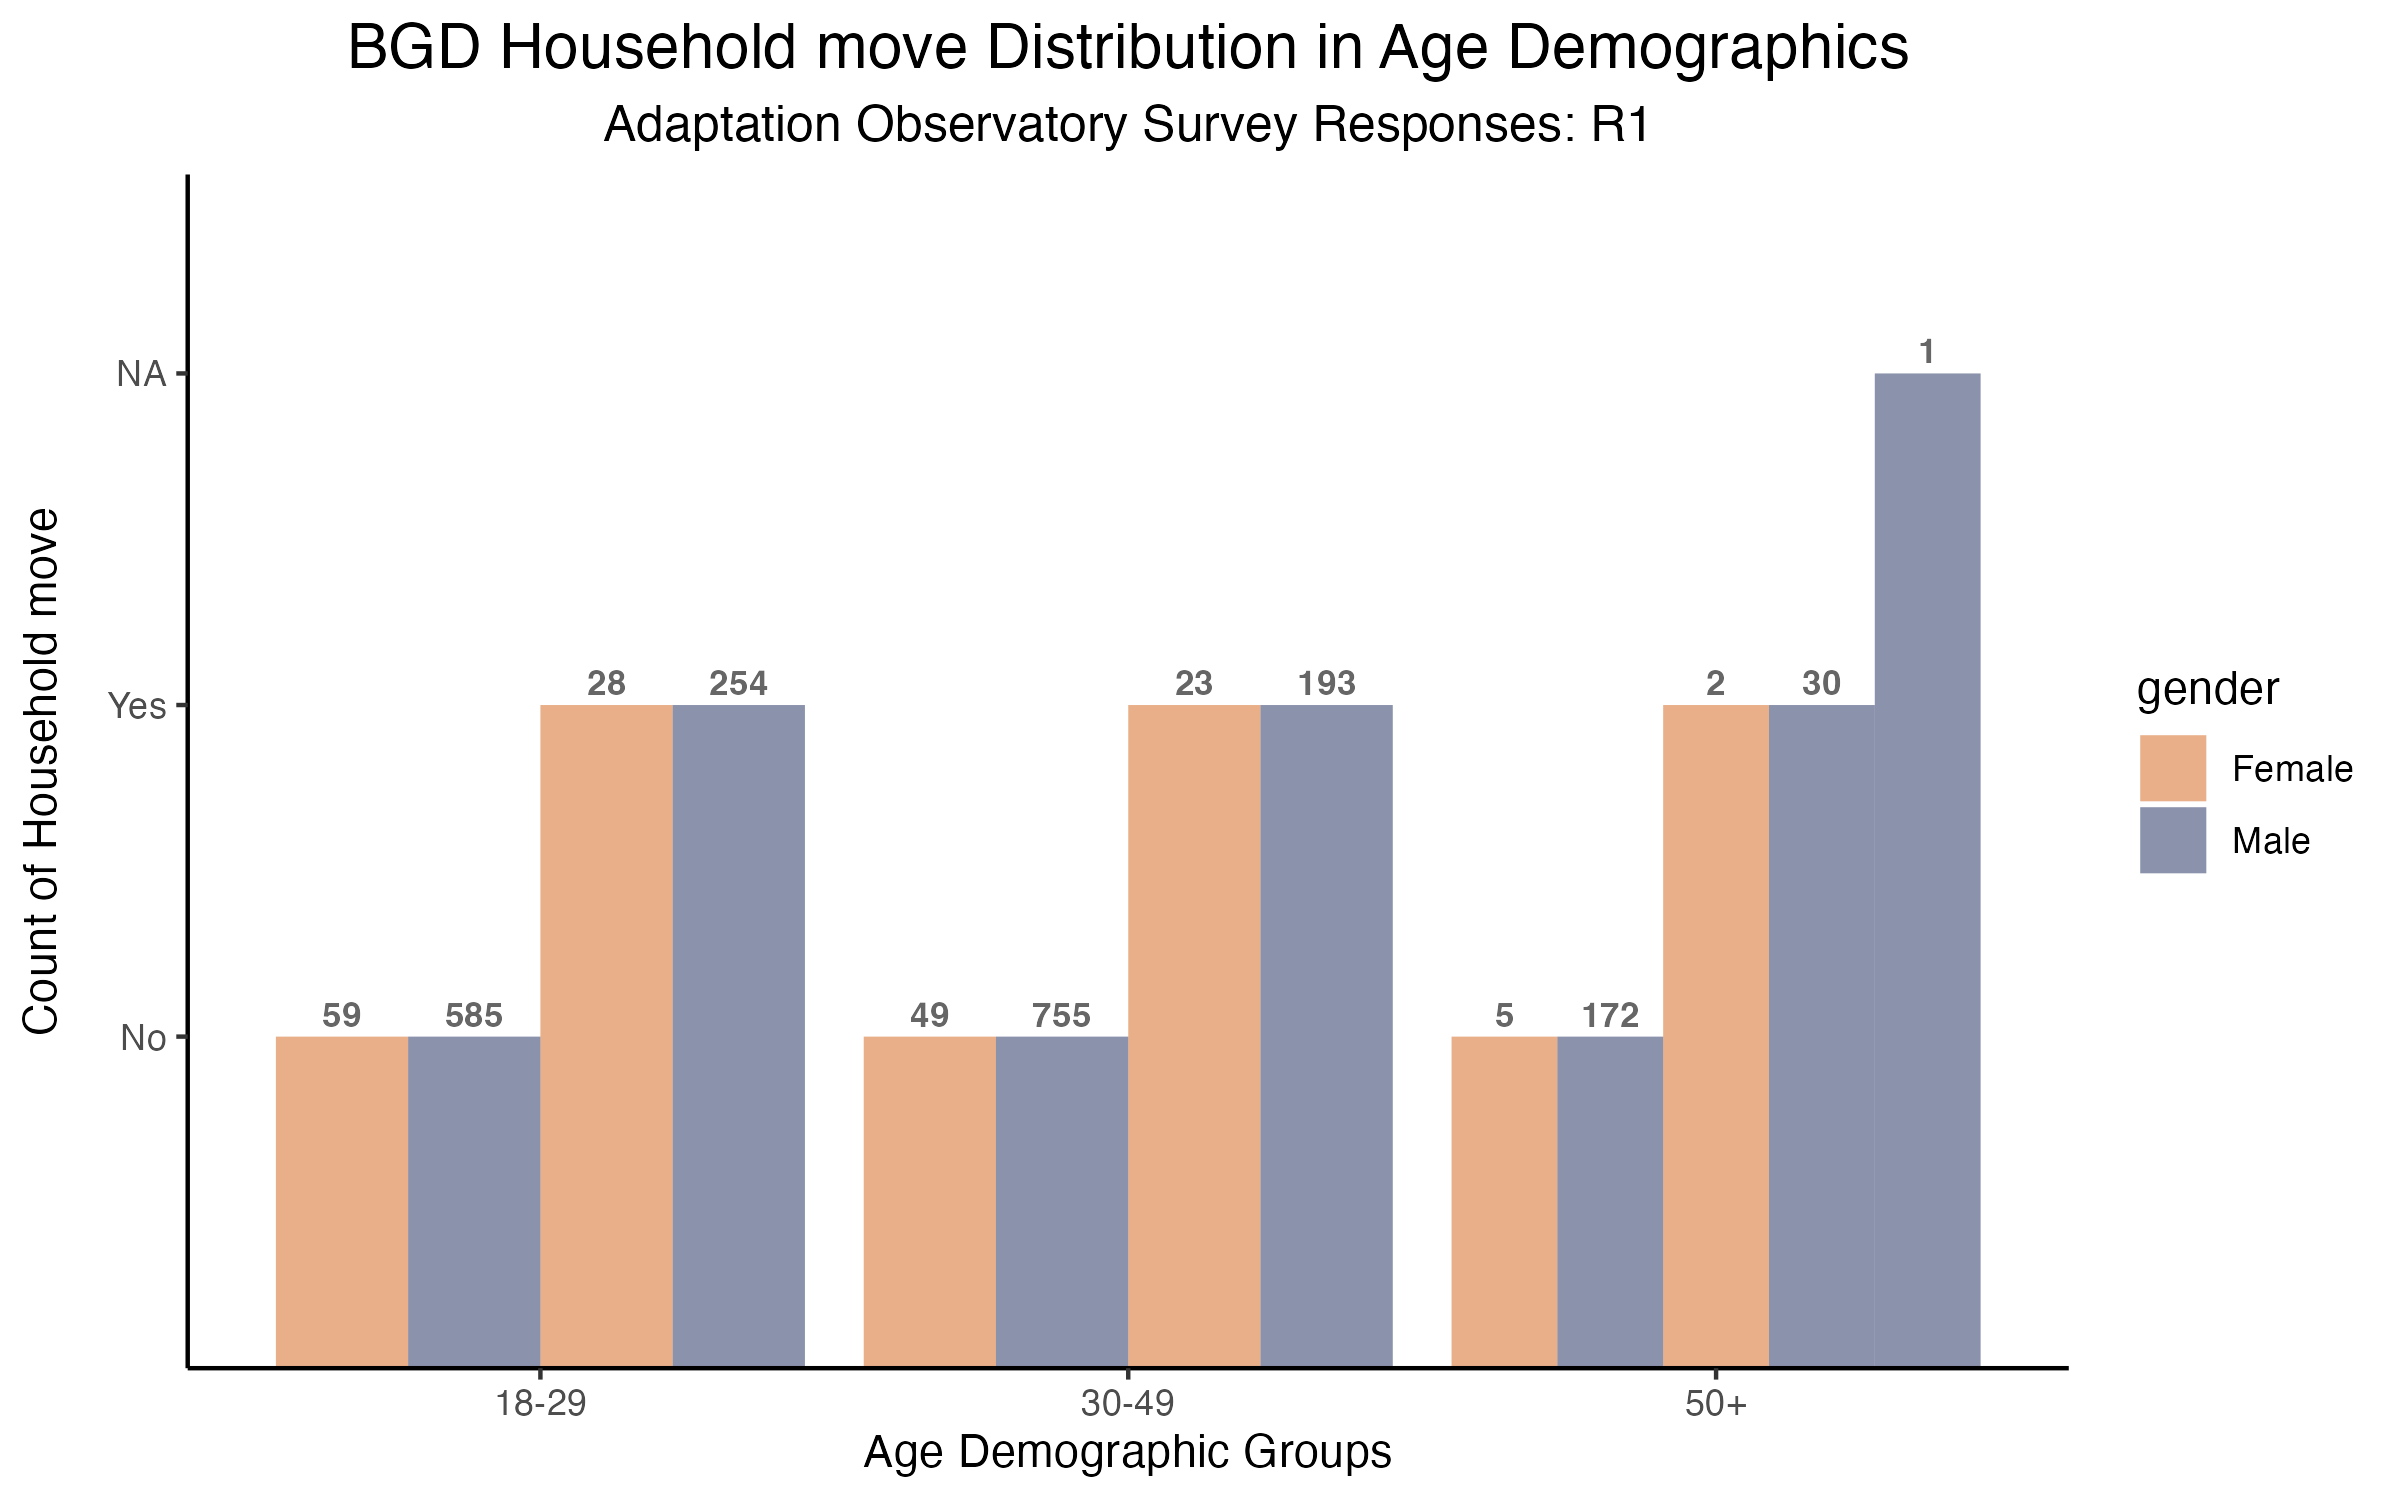 BGD Household move Distribution in Age Demographics
Adaptation Observatory Survey Responses: R1
Count of Household move
NA
Yes
No
1
28
254
23
193
2
30
59
585
49
755
5
172
18-29
30-49
50+
Age Demographic Groups
gender
Female
Male